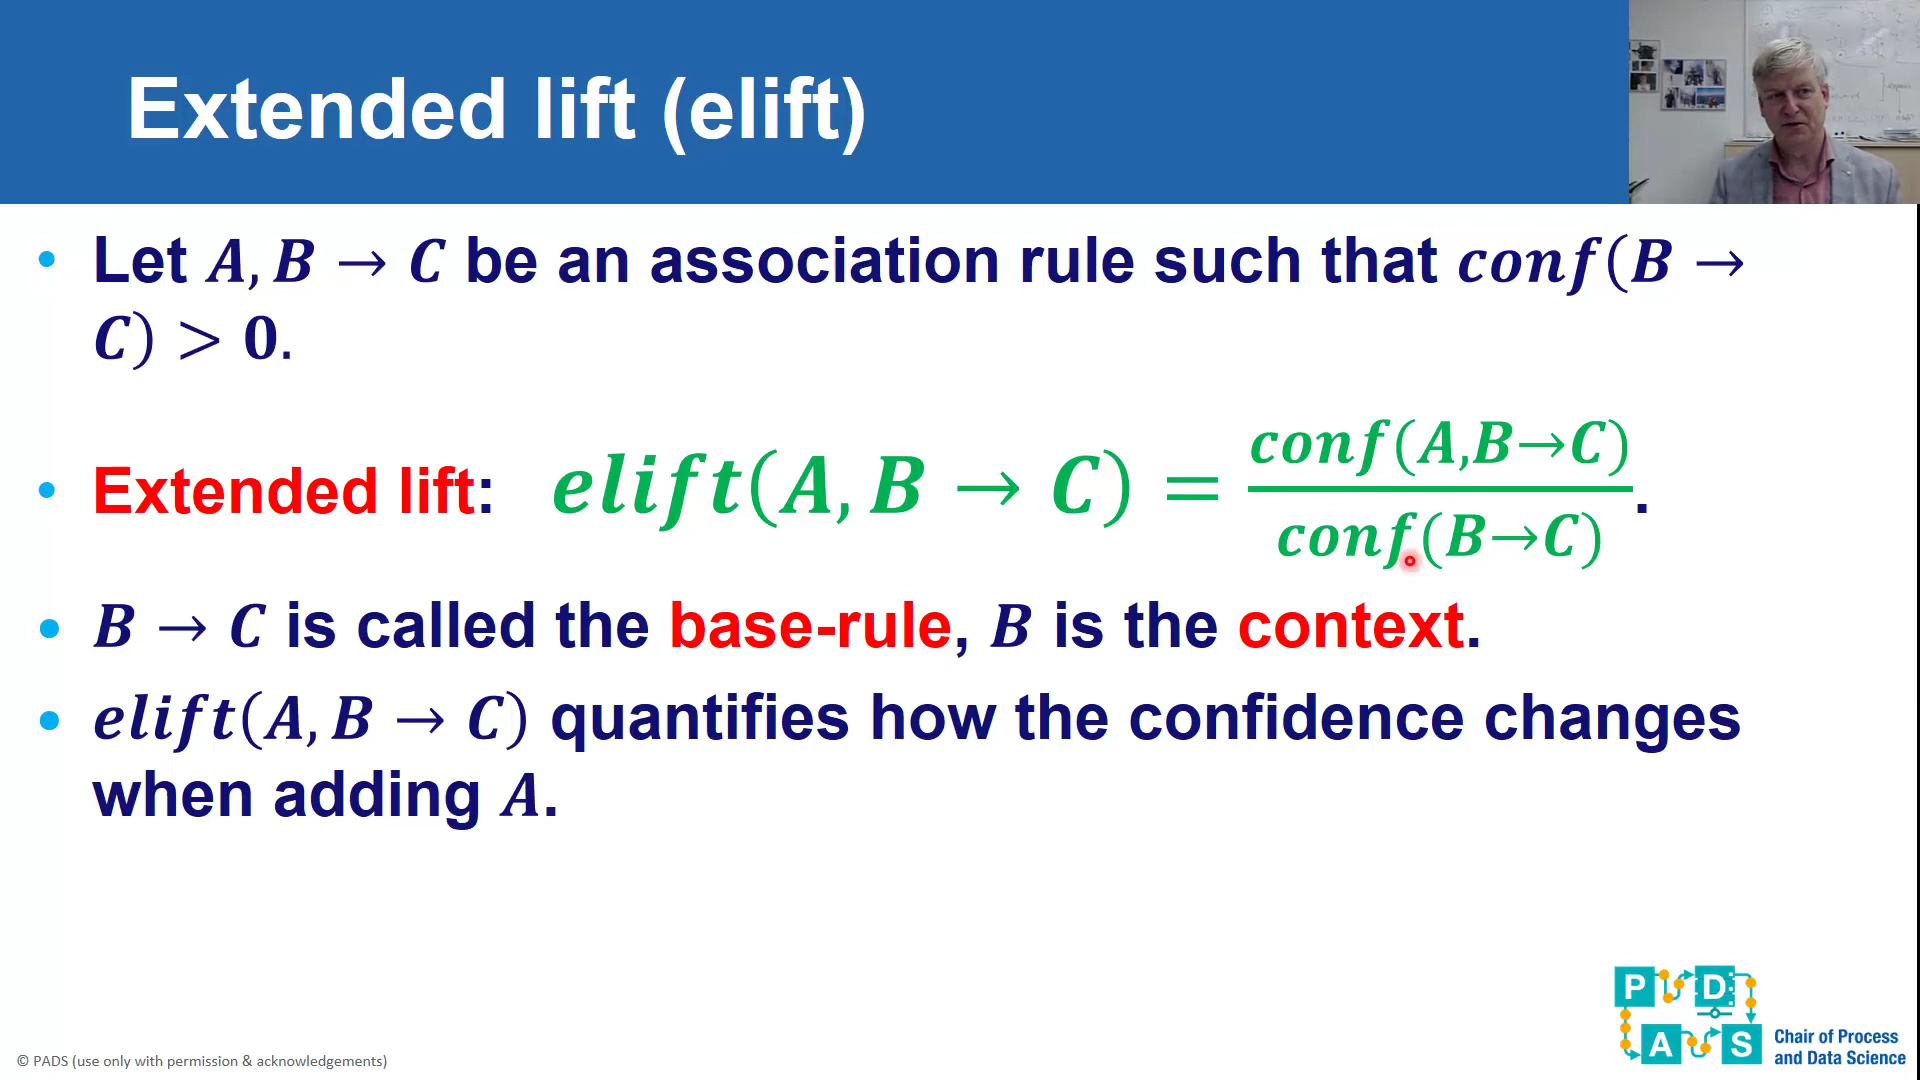 Extended lift (elift)
• Let A, B → C be an association rule such that conf(B →
C) > 0.
• Extended lift: elift(A, B → C) = conf(A,B→C) / conf(B→C) .
• B → C is called the base-rule, B is the context.
• elift(A, B → C) quantifies how the confidence changes
when adding A.
P D
A S
Chair of Process
and Data Science
© PADS (use only with permission & acknowledgements)